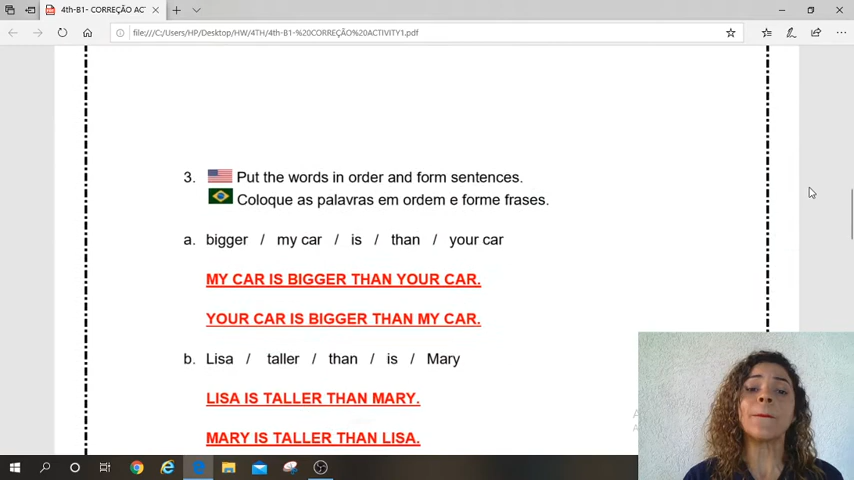 4th-B1- CORREÇÃO AC
file:///C:/Users/HP/Desktop/HW/4TH/4th-B1-%20CORREÇÃO%20ACTIVITY1.pdf
3. Put the words in order and form sentences.
Coloque as palavras em ordem e forme frases.
a. bigger / my car / is / than / your car
MY CAR IS BIGGER THAN YOUR CAR.
YOUR CAR IS BIGGER THAN MY CAR.
b. Lisa / taller / than / is / Mary
LISA IS TALLER THAN MARY.
MARY IS TALLER THAN LISA.